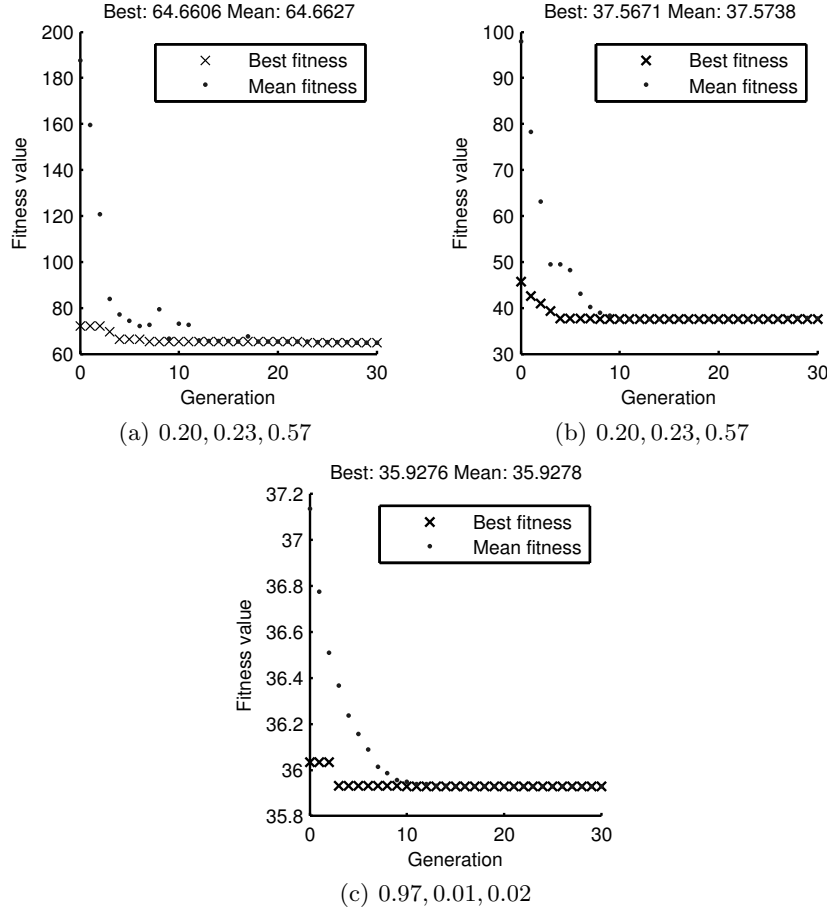 Best: 64.6606 Mean: 64.6627
200
180
160
140
120
100
80
60
Fitness value
Best fitness
Mean fitness
0
10
20
30
Generation
(a) 0.20, 0.23, 0.57
Best: 37.5671 Mean: 37.5738
100
90
80
70
60
50
40
30
Fitness value
Best fitness
Mean fitness
0
10
20
30
Generation
(b) 0.20, 0.23, 0.57
Best: 35.9276 Mean: 35.9278
37.2
37
36.8
36.6
36.4
36.2
36
35.8
Fitness value
Best fitness
Mean fitness
0
10
20
30
Generation
(c) 0.97, 0.01, 0.02